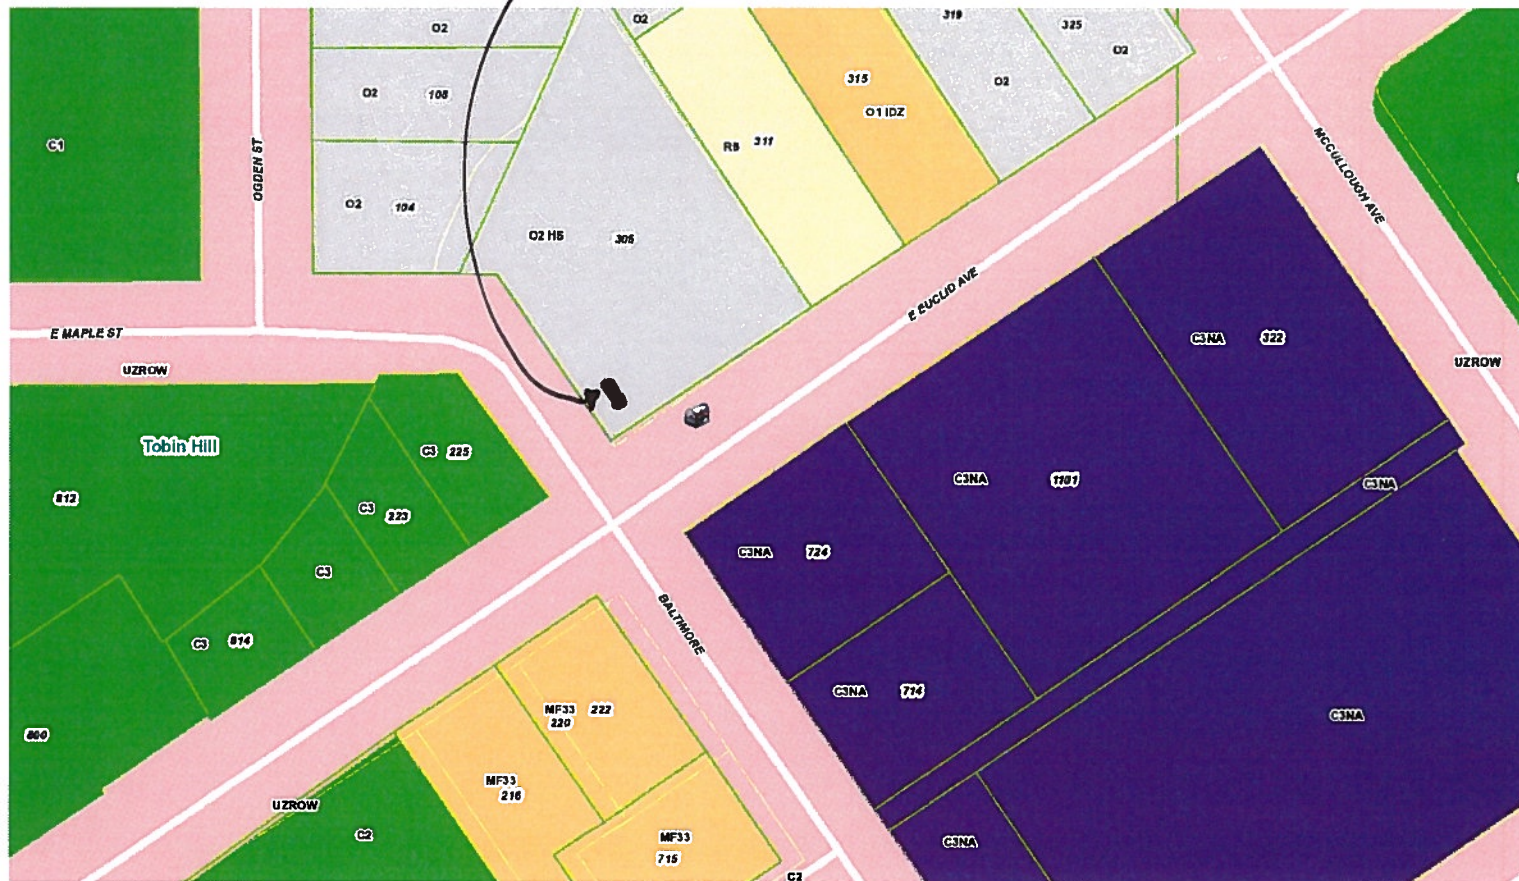 319
O2
325
O2
315
O2
O2
108
O1 IDZ
C1
R6 311
OGDEN ST
MCCULLOUGH AVE
O2
104
O2 HS
305
E EUCLID AVE
E MAPLE ST
C3NA
322
UZROW
UZROW
Tobin Hill
C3 225
812
C3NA
1101
C3NA
C3
223
C3NA
724
C3
BALTIMORE
C3 814
C3NA
714
MF33 222
220
C3NA
800
MF33
216
UZROW
C2
MF33
715
C3NA
C2